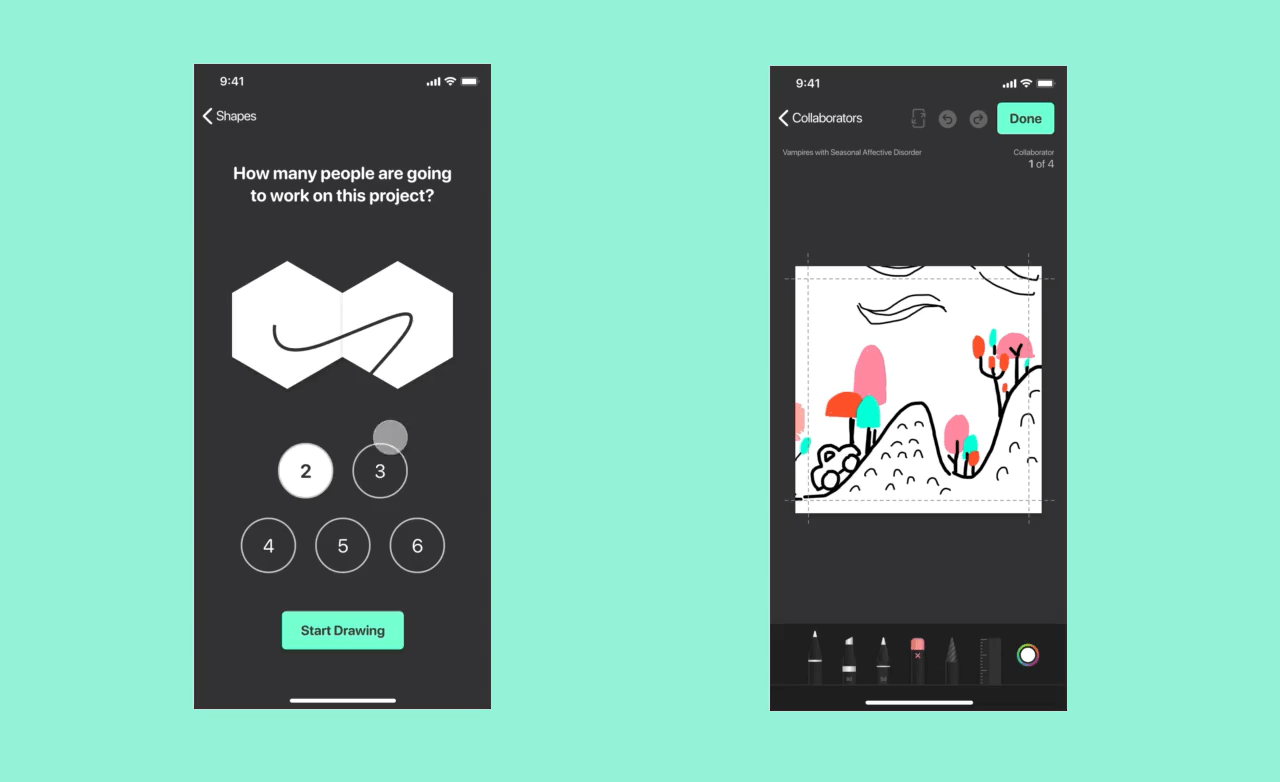 9:41
Shapes
How many people are going
to work on this project?
2
3
4
5
6
Start Drawing
9:41
Collaborators
Done
Vampires with Seasonal Affective Disorder
Collaborator
1 of 4